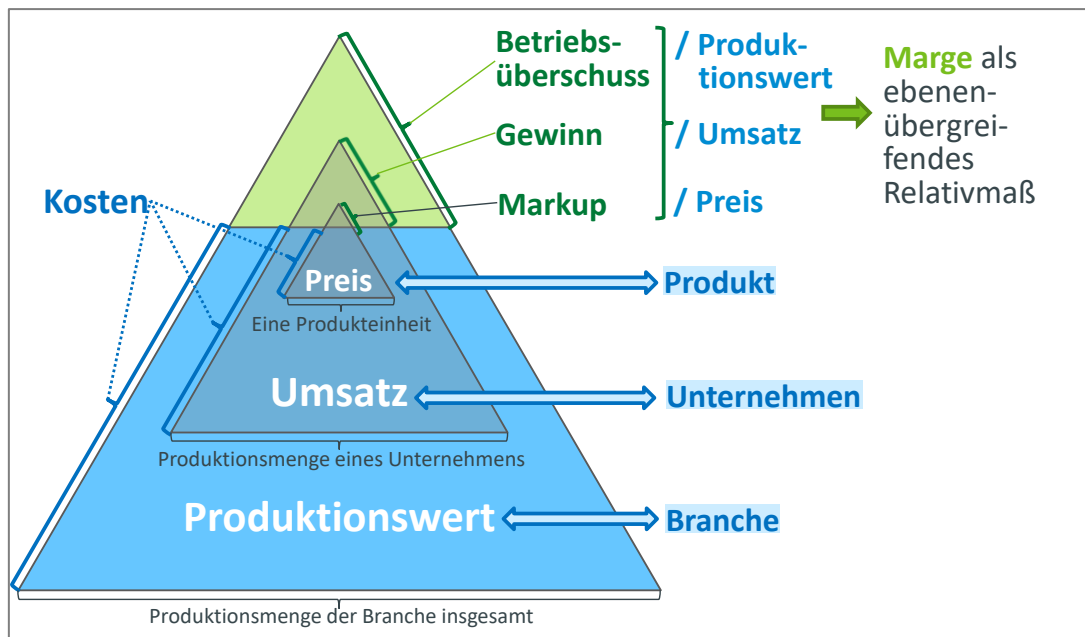 Betriebs-
überschuss
/ Produk-
tionswert
Marge als
ebenen-
übergrei-
fendes
Relativmaß
Gewinn
/ Umsatz
Kosten
Markup
/ Preis
Preis
Produkt
Eine Produkteinheit
Umsatz
Unternehmen
Produktionsmenge eines Unternehmens
Produktionswert
Branche
Produktionsmenge der Branche insgesamt